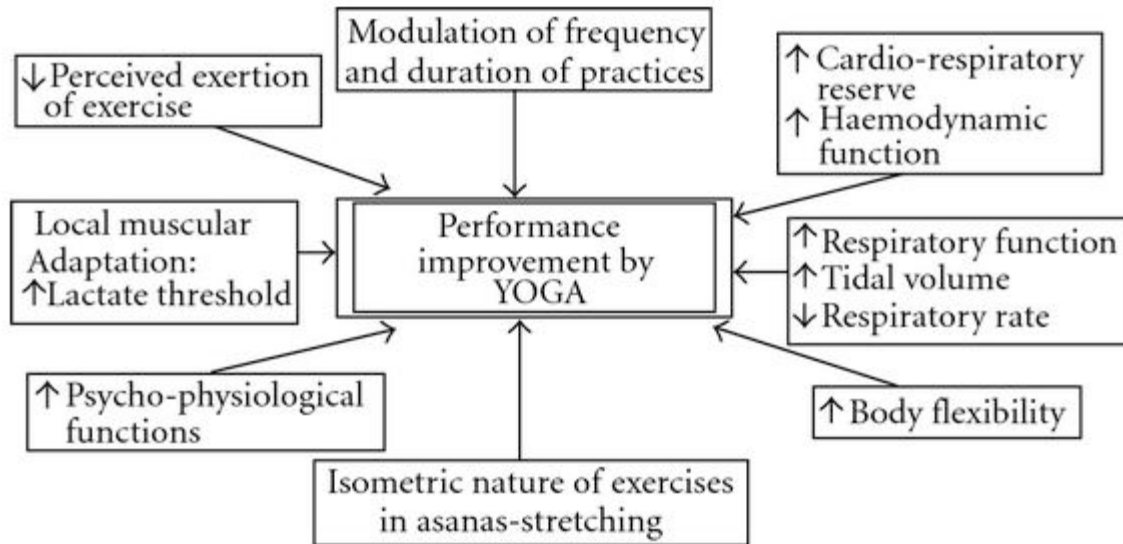 Modulation of frequency
and duration of practices
↓ Perceived exertion
of exercise
↑ Cardio-respiratory
reserve
↑ Haemodynamic
function
Local muscular
Adaptation:
↑Lactate threshold
Performance
improvement by
YOGA
↑ Respiratory function
↑ Tidal volume
↓ Respiratory rate
↑ Psycho-physiological
functions
↑ Body flexibility
Isometric nature of exercises
in asanas-stretching